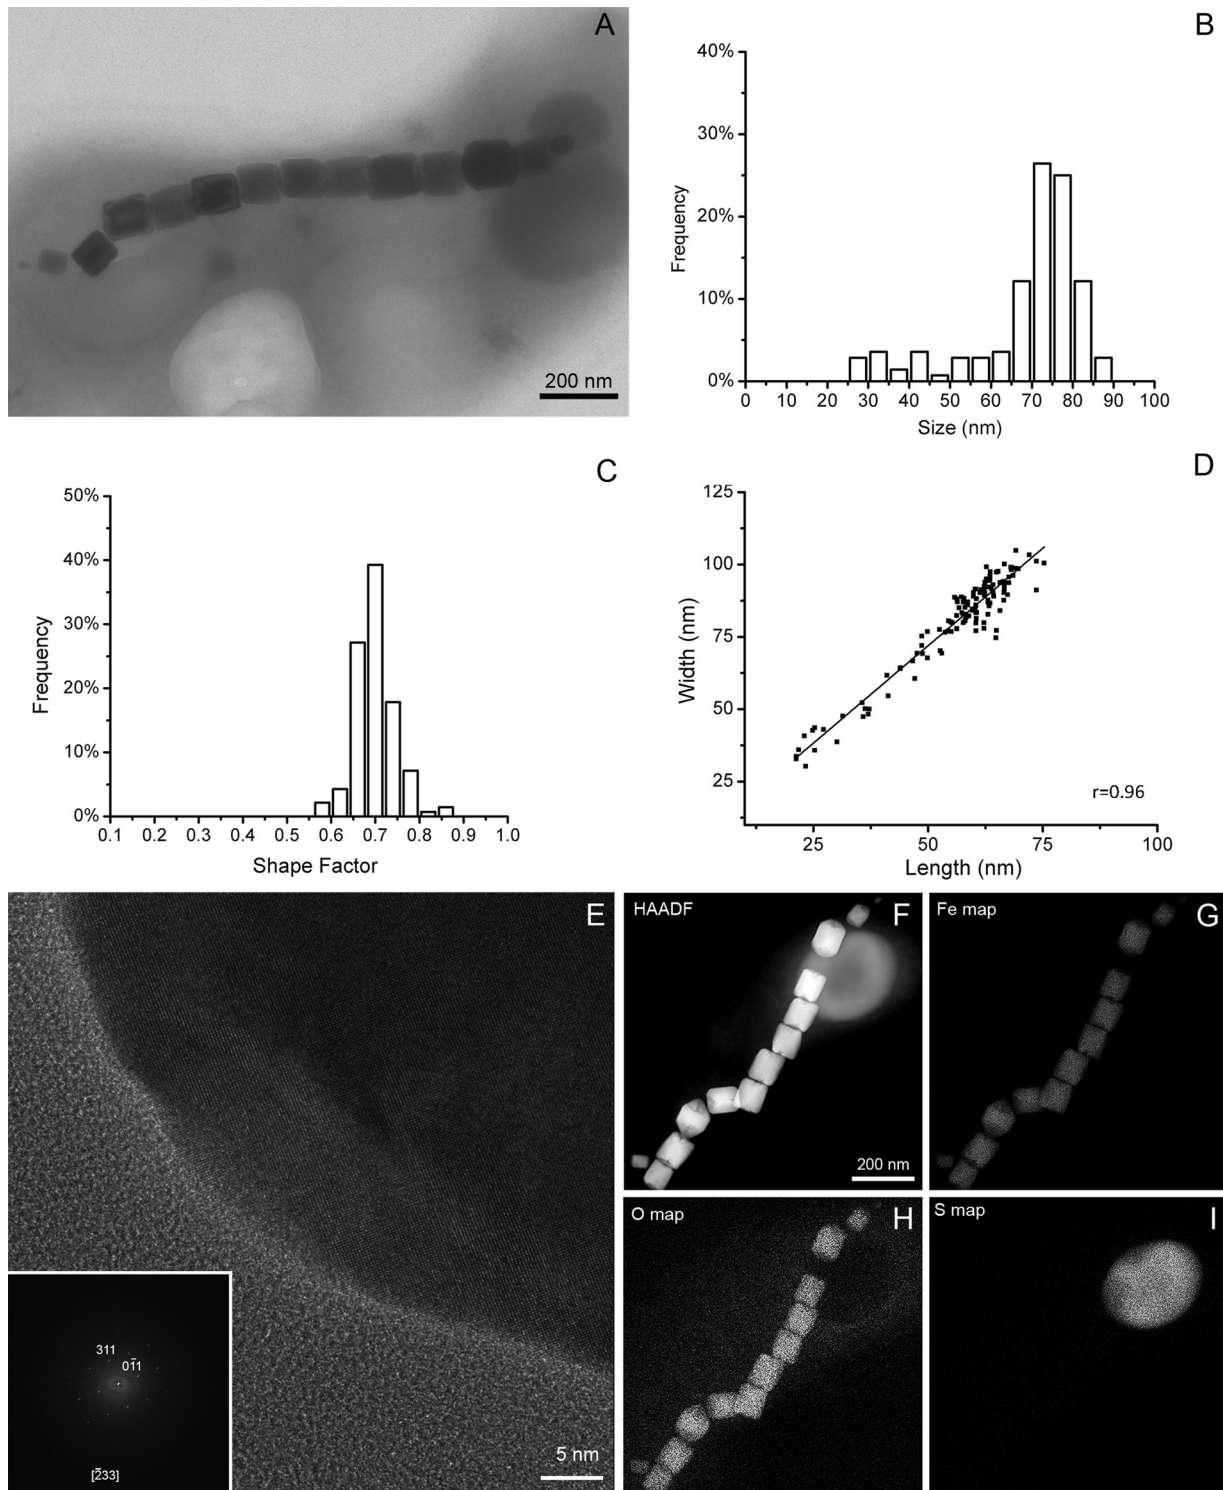 A
200 nm
B
40%
30%
20%
10%
0%
Frequency
0 10 20 30 40 50 60 70 80 90 100
Size (nm)
C
50%
40%
30%
20%
10%
0%
Frequency
0.1 0.2 0.3 0.4 0.5 0.6 0.7 0.8 0.9 1.0
Shape Factor
D
125
100
75
50
25
Width (nm)
r=0.96
25 50 75 100
Length (nm)
E
311
01̄1
[2̄33]
5 nm
HAADF
F
200 nm
Fe map
G
O map
H
S map
I